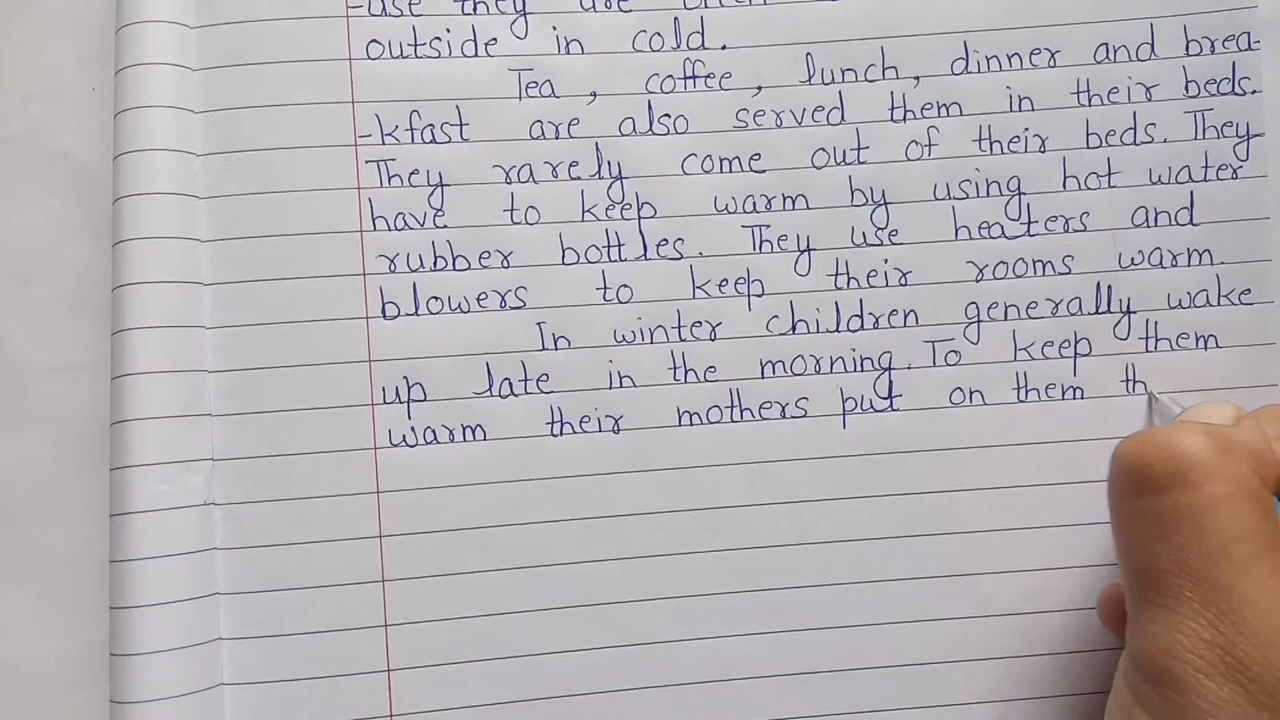 -use they
outside in cold.
Tea, coffee, lunch, dinner and brea-
-kfast are also served them in their beds.
They rarely come out of their beds. They
have to keep warm by using hot water
rubber bottles. They use heaters and
blowers to keep their rooms warm.
In winter children generally wake
up late in the morning. To keep them
warm their mothers put on them th